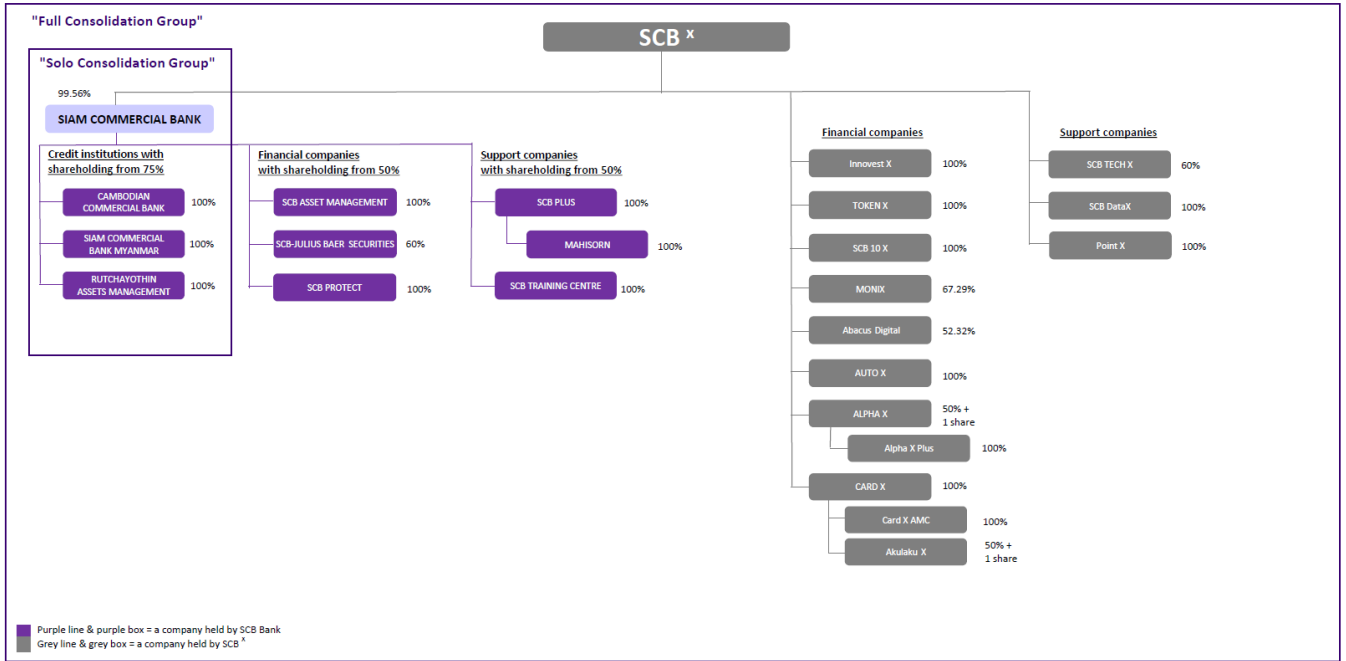 "Full Consolidation Group"
SCB X
"Solo Consolidation Group"
99.56%
SIAM COMMERCIAL BANK
Credit institutions with
shareholding from 75%
CAMBODIAN
COMMERCIAL BANK
100%
SIAM COMMERCIAL
BANK MYANMAR
100%
RUTCHAYOTHIN
ASSETS MANAGEMENT
100%
Financial companies
with shareholding from 50%
SCB ASSET MANAGEMENT
100%
SCB-JULIUS BAER SECURITIES
60%
SCB PROTECT
100%
Support companies
with shareholding from 50%
SCB PLUS
100%
MAHISORN
100%
SCB TRAINING CENTRE
100%
Financial companies
Innovest X
100%
TOKEN X
100%
SCB 10 X
100%
MONIX
67.29%
Abacus Digital
52.32%
AUTO X
100%
ALPHA X
50% +
1 share
Alpha X Plus
100%
CARD X
100%
Card X AMC
100%
Akulaku X
50% +
1 share
Support companies
SCB TECH X
60%
SCB DataX
100%
Point X
100%
Purple line & purple box = a company held by SCB Bank
Grey line & grey box = a company held by SCB X